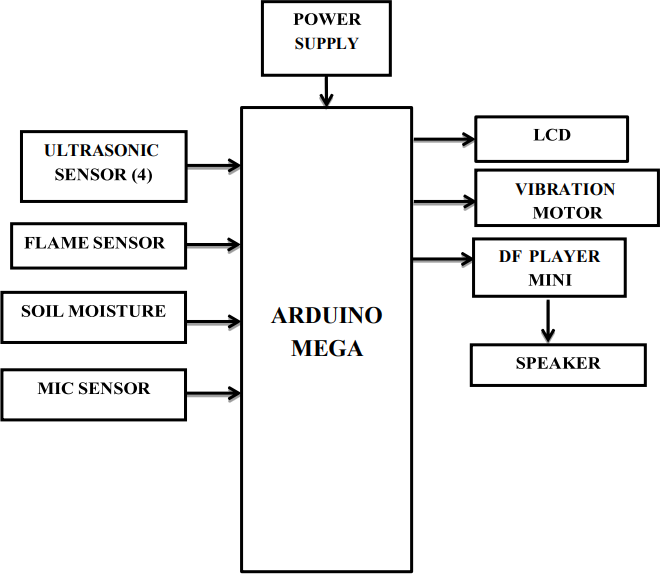 POWER
SUPPLY
ULTRASONIC
SENSOR (4)
FLAME SENSOR
SOIL MOISTURE
MIC SENSOR
ARDUINO
MEGA
LCD
VIBRATION
MOTOR
DF PLAYER
MINI
SPEAKER